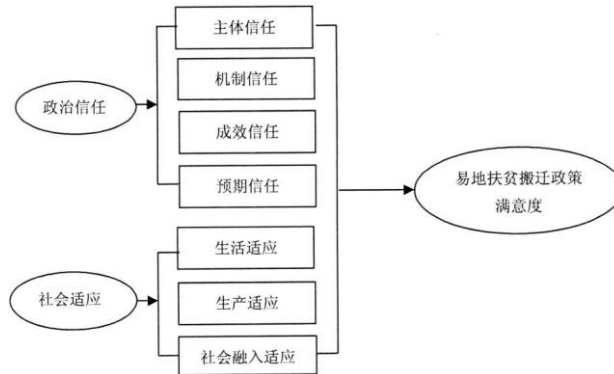 主体信任
机制信任
政治信任
成效信任
预期信任
易地扶贫搬迁政策
满意度
生活适应
社会适应
生产适应
社会融入适应